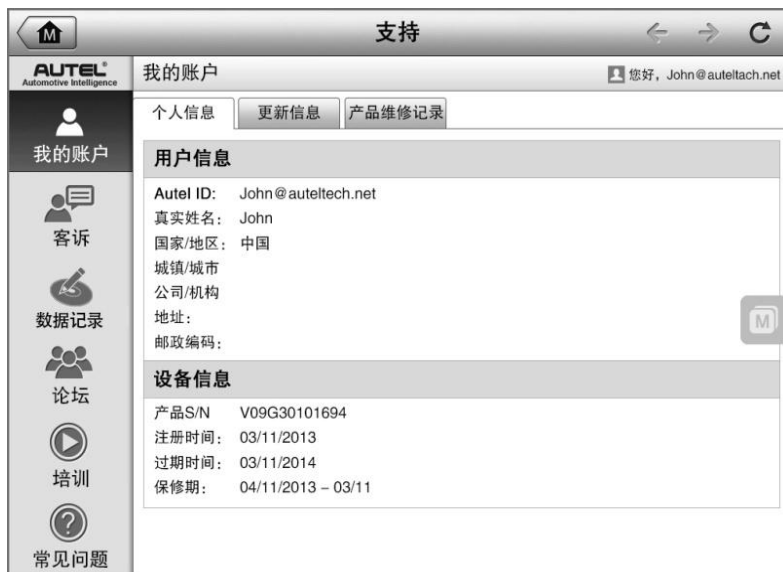 支持
AUTEL®
Automotive Intelligence
我的账户
您好，John@auteltach.net
我的账户
客诉
数据记录
论坛
培训
常见问题
个人信息 更新信息 产品维修记录
用户信息
Autel ID: John@auteltech.net
真实姓名： John
国家/地区： 中国
城镇/城市
公司/机构
地址：
邮政编码：
设备信息
产品S/N V09G30101694
注册时间： 03/11/2013
过期时间： 03/11/2014
保修期： 04/11/2013 – 03/11
M
M